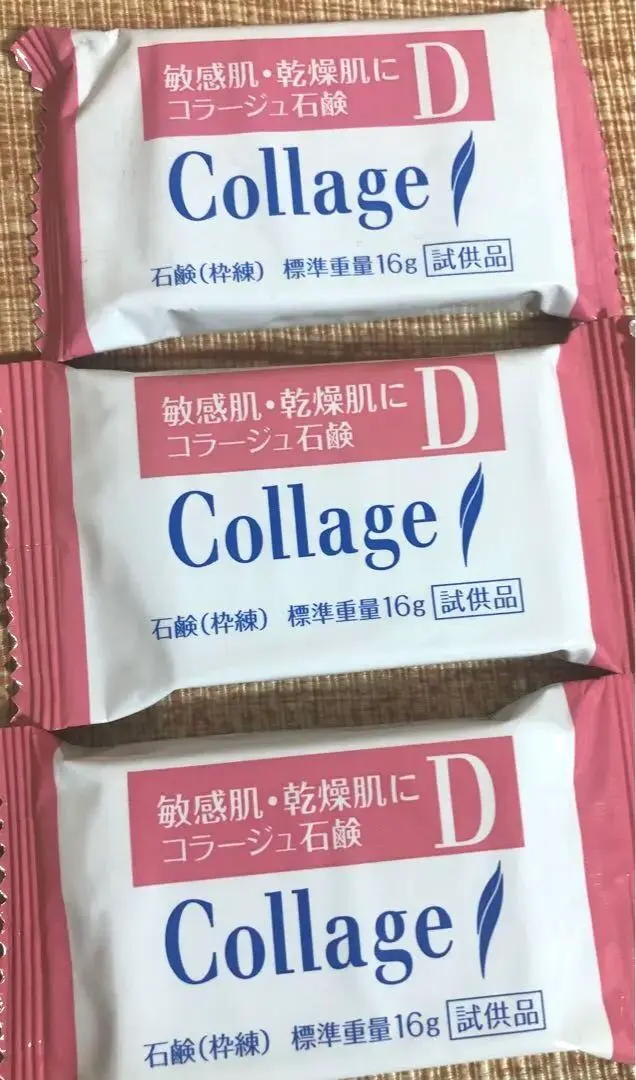 敏感肌・乾燥肌に D
コラージュ石鹸
Collage
石鹸(枠練) 標準重量16g 試供品
敏感肌・乾燥肌に D
コラージュ石鹸
Collage
石鹸(枠練) 標準重量16g 試供品
敏感肌・乾燥肌に D
コラージュ石鹸
Collage
石鹸(枠練) 標準重量16g 試供品